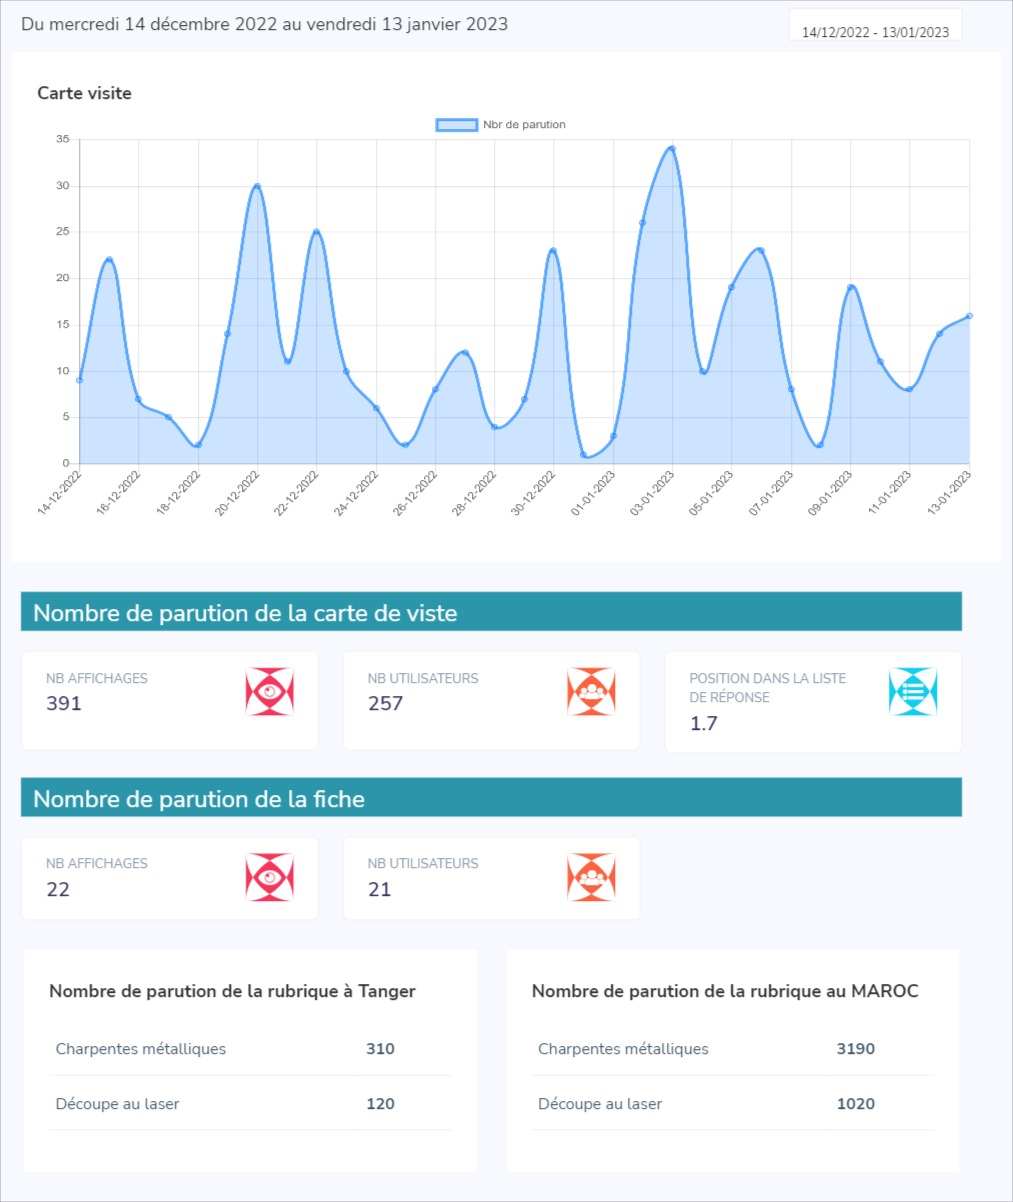 Du mercredi 14 décembre 2022 au vendredi 13 janvier 2023
14/12/2022 - 13/01/2023
Carte visite
Nbr de parution
35
30
25
20
15
10
5
0
14-12-2022
16-12-2022
18-12-2022
20-12-2022
22-12-2022
24-12-2022
26-12-2022
28-12-2022
30-12-2022
01-01-2023
03-01-2023
05-01-2023
07-01-2023
09-01-2023
11-01-2023
13-01-2023
Nombre de parution de la carte de viste
NB AFFICHAGES
391
NB UTILISATEURS
257
POSITION DANS LA LISTE
DE RÉPONSE
1.7
Nombre de parution de la fiche
NB AFFICHAGES
22
NB UTILISATEURS
21
Nombre de parution de la rubrique à Tanger
Charpentes métalliques 310
Découpe au laser 120
Nombre de parution de la rubrique au MAROC
Charpentes métalliques 3190
Découpe au laser 1020